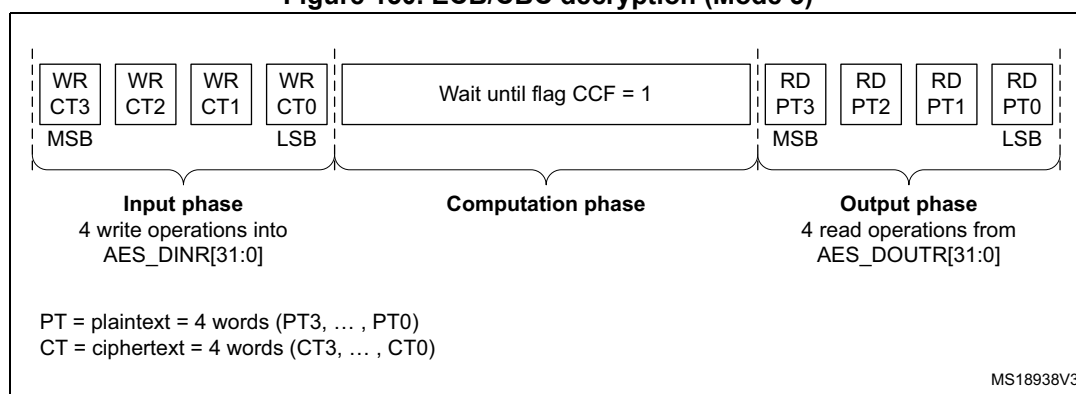 ECB/CBC decryption (Mode
WR WR WR WR
CT3 CT2 CT1 CT0
Wait until flag CCF = 1
RD RD RD RD
PT3 PT2 PT1 PT0
MSB LSB MSB LSB
Input phase
4 write operations into
AES_DINR[31:0]
Computation phase
Output phase
4 read operations from
AES_DOUTR[31:0]
PT = plaintext = 4 words (PT3, … , PT0)
CT = ciphertext = 4 words (CT3, … , CT0)
MS18938V3